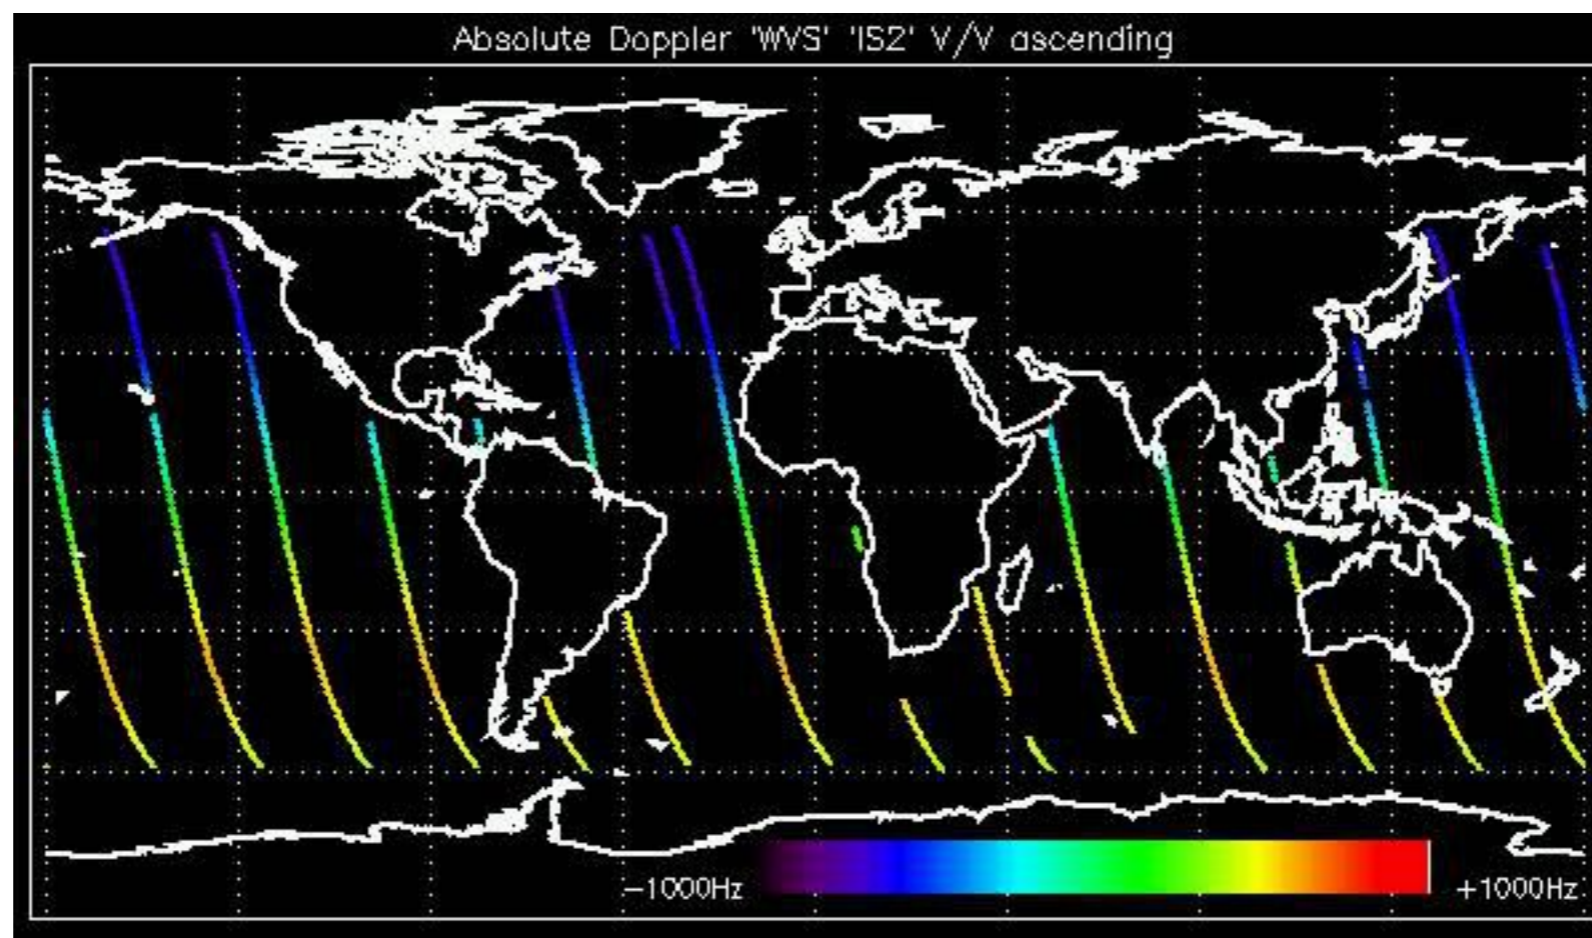 Absolute Doppler 'WVS' 'IS2' V/V ascending
−1000Hz +1000Hz